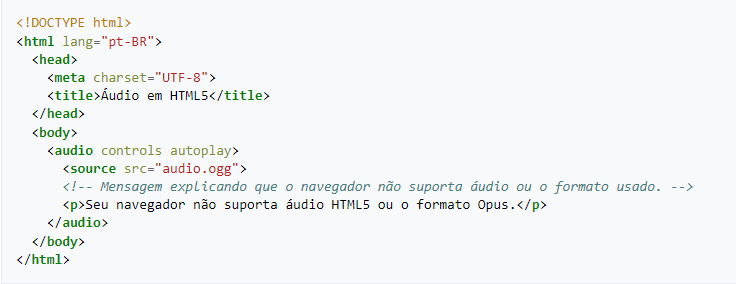 <!DOCTYPE html>
<html lang="pt-BR">
  <head>
    <meta charset="UTF-8">
    <title>Áudio em HTML5</title>
  </head>
  <body>
    <audio controls autoplay>
      <source src="audio.ogg">
      <!-- Mensagem explicando que o navegador não suporta áudio ou o formato usado. -->
      <p>Seu navegador não suporta áudio HTML5 ou o formato Opus.</p>
    </audio>
  </body>
</html>